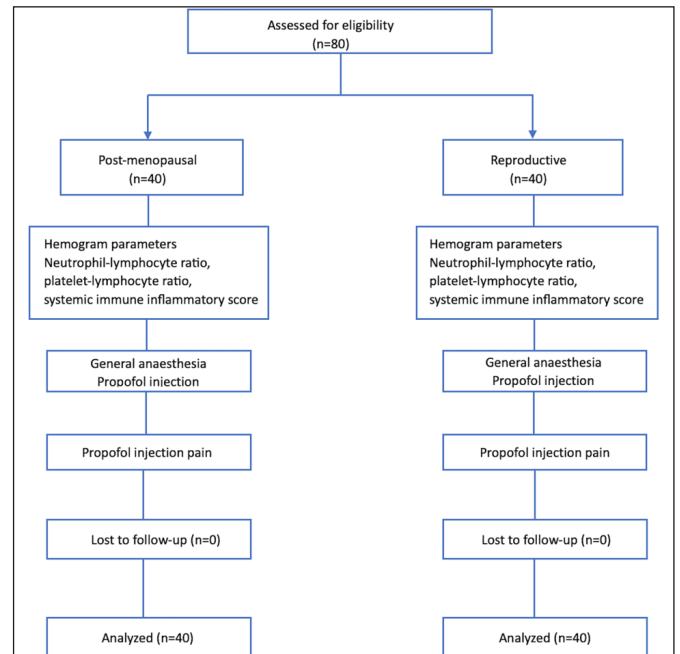 Assessed for eligibility
(n=80)
Post-menopausal
(n=40)
Reproductive
(n=40)
Hemogram parameters
Neutrophil-lymphocyte ratio,
platelet-lymphocyte ratio,
systemic immune inflammatory score
Hemogram parameters
Neutrophil-lymphocyte ratio,
platelet-lymphocyte ratio,
systemic immune inflammatory score
General anaesthesia
Propofol injection
General anaesthesia
Propofol injection
Propofol injection pain
Propofol injection pain
Lost to follow-up (n=0)
Lost to follow-up (n=0)
Analyzed (n=40)
Analyzed (n=40)